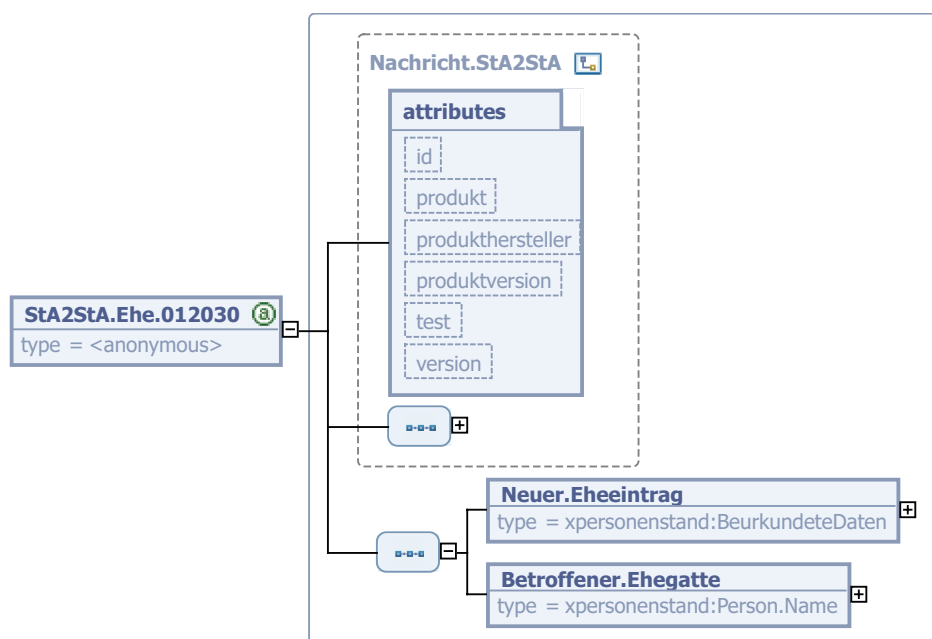 Nachricht.StA2StA
attributes
id
produkt
produkthersteller
produktversion
test
version
StA2StA.Ehe.012030 @
type = <anonymous>
Neuer.Eheeintrag
type = xpersonenstand:BeurkundeteDaten
Betroffener.Ehegatte
type = xpersonenstand:Person.Name